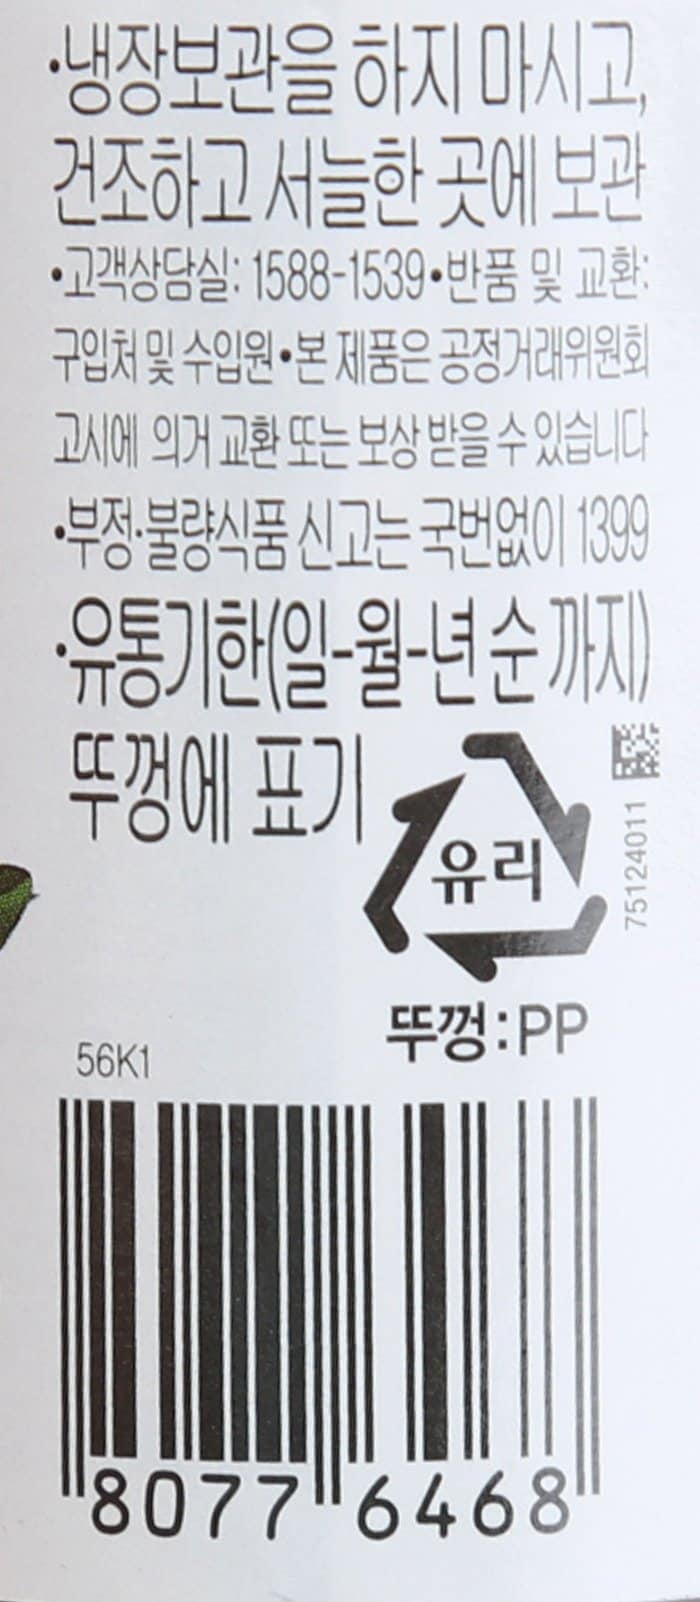 ·냉장보관을 하지 마시고,
건조하고 서늘한 곳에 보관
•고객상담실: 1588-1539•반품 및 교환:
구입처 및 수입원•본 제품은 공정거래위원회
고시에 의거 교환 또는 보상 받을 수 있습니다
·부정·불량식품 신고는 국번없이 1399
·유통기한(일-월-년 순 까지)
뚜껑에 표기
유리
75124011
뚜껑:PP
56K1
8077 6468